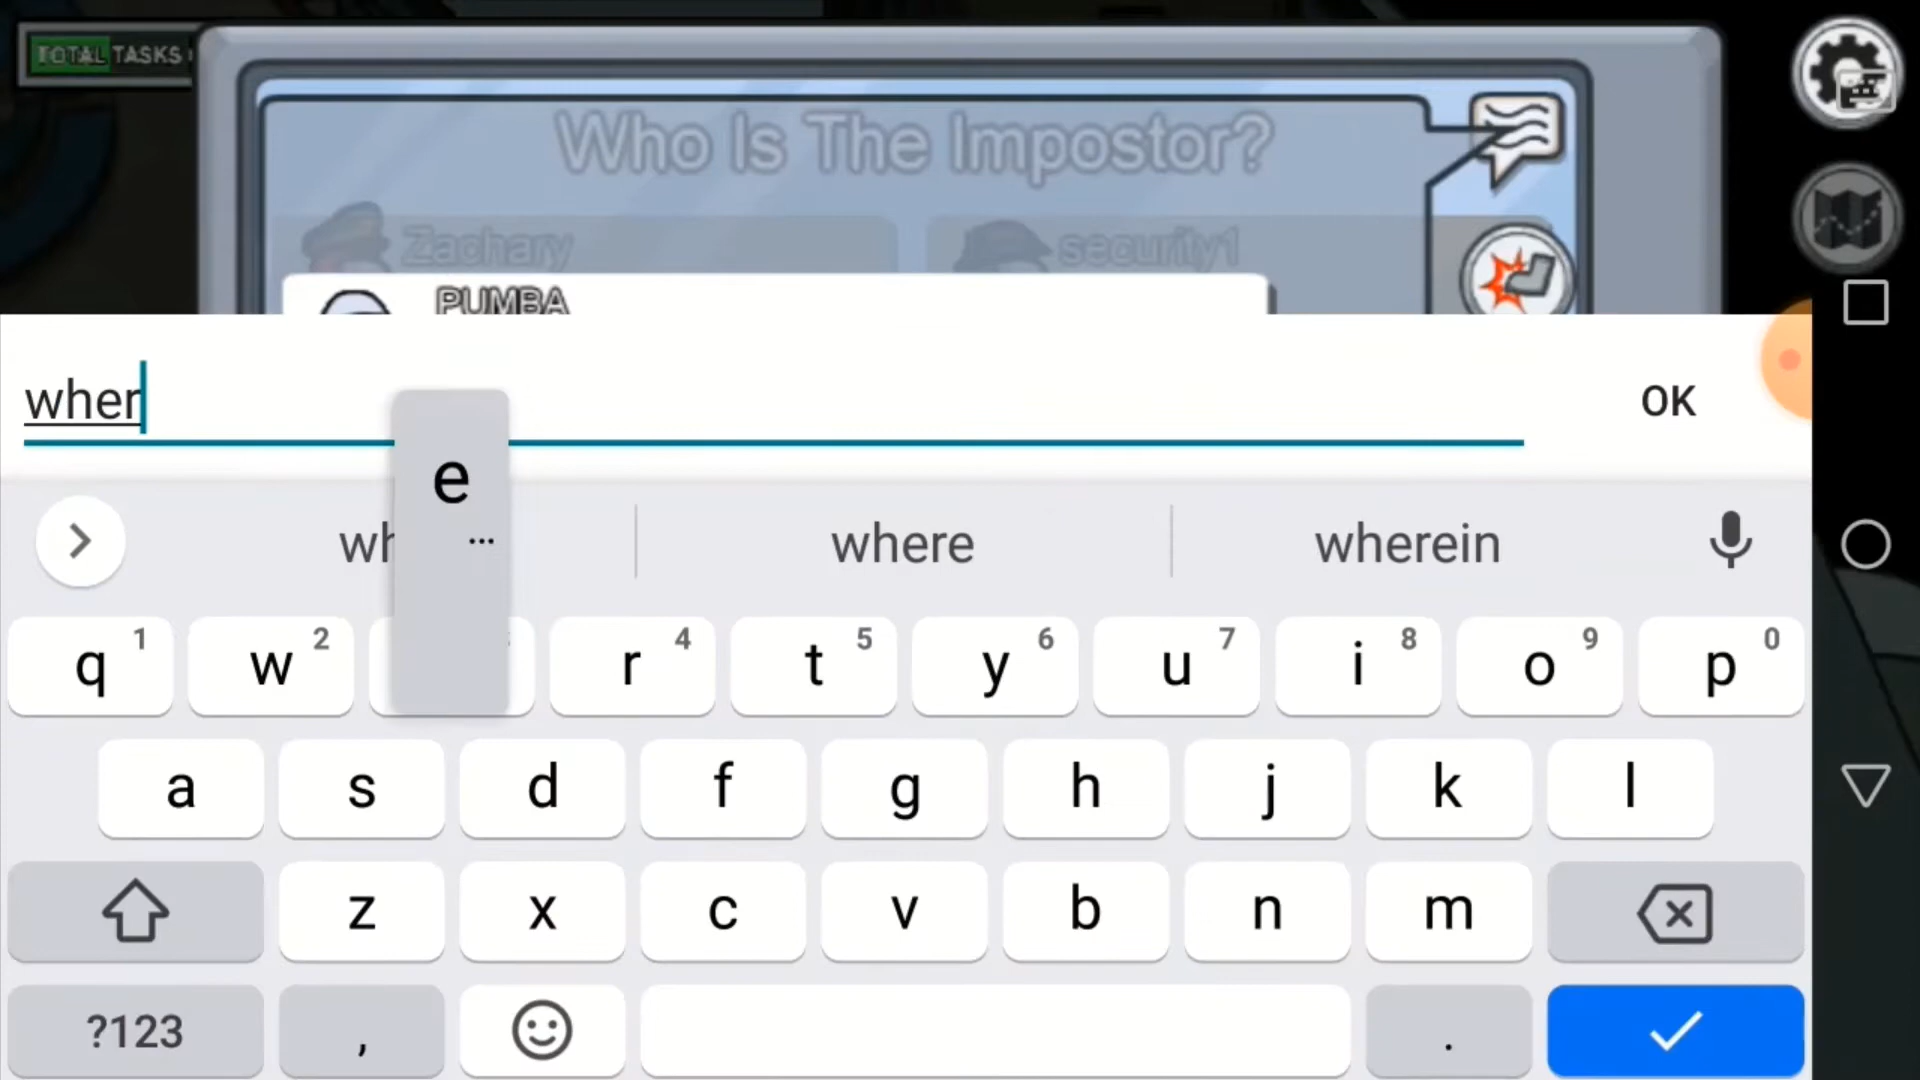 TOTAL TASKS
Who Is The Impostor?
Zachary
security1
PUMBA
wher
OK
e
...
where
wherein
q 1 w 2 r 4 t 5 y 6 u 7 i 8 o 9 p 0
a s d f g h j k l
z x c v b n m
?123 , .